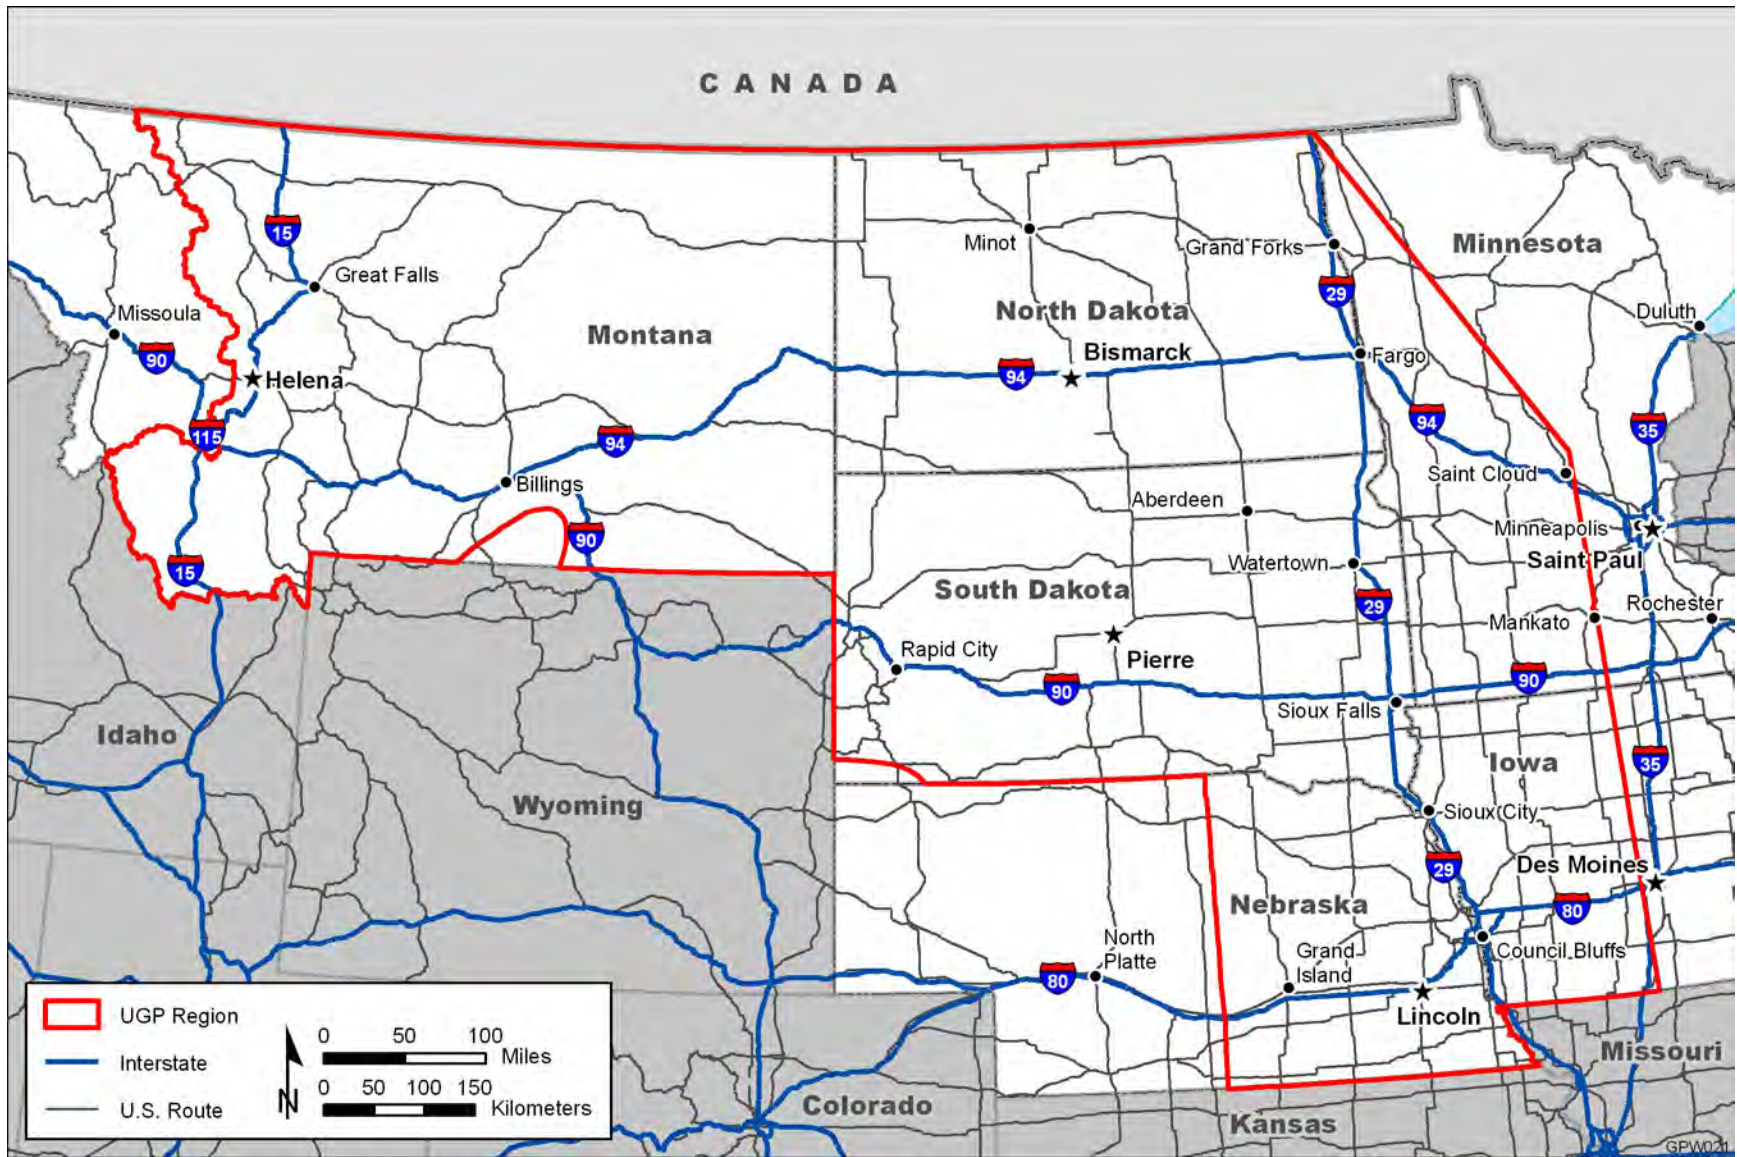 CANADA
Minnesota
Minot
Grand Forks
15
Great Falls
29
Duluth
Missoula
North Dakota
Montana
90
Bismarck
Fargo
Helena
94
94
35
115
94
Saint Cloud
Billings
Aberdeen
Minneapolis
90
Saint Paul
15
Watertown
South Dakota
29
Rochester
Mankato
Rapid City
Pierre
90
90
Sioux Falls
Idaho
Iowa
35
Wyoming
Sioux City
29
Des Moines
Nebraska
80
North
Platte
Grand
Island
Council Bluffs
80
Lincoln
UGP Region
Interstate
U.S. Route
N
0 50 100
Miles
0 50 100 150
Kilometers
Missouri
Colorado
Kansas
GPW021